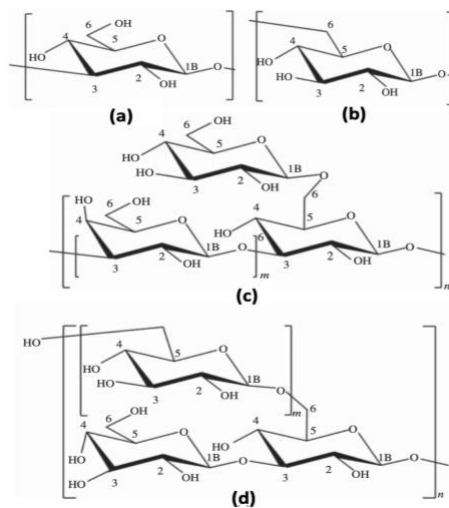 6 OH
4 5 O
HO 1B O
3 2 OH
(a)
6
4 5 O
HO
HO 1B O
3 2 OH
(b)
6 OH
4 5 O
HO 1B
HO 2 OH O
3 6
HO 6 OH
4 5 O 4 5 O
HO 6
1B O 1B O
3 2 OH m 3 2 OH n
(c)
HO 6
4 5 O
HO 1B
HO 2 OH O
3 m 6
6 OH
4 5 O 4 5 O
HO HO
HO 1B O 1B O
3 2 OH 3 2 OH n
(d)